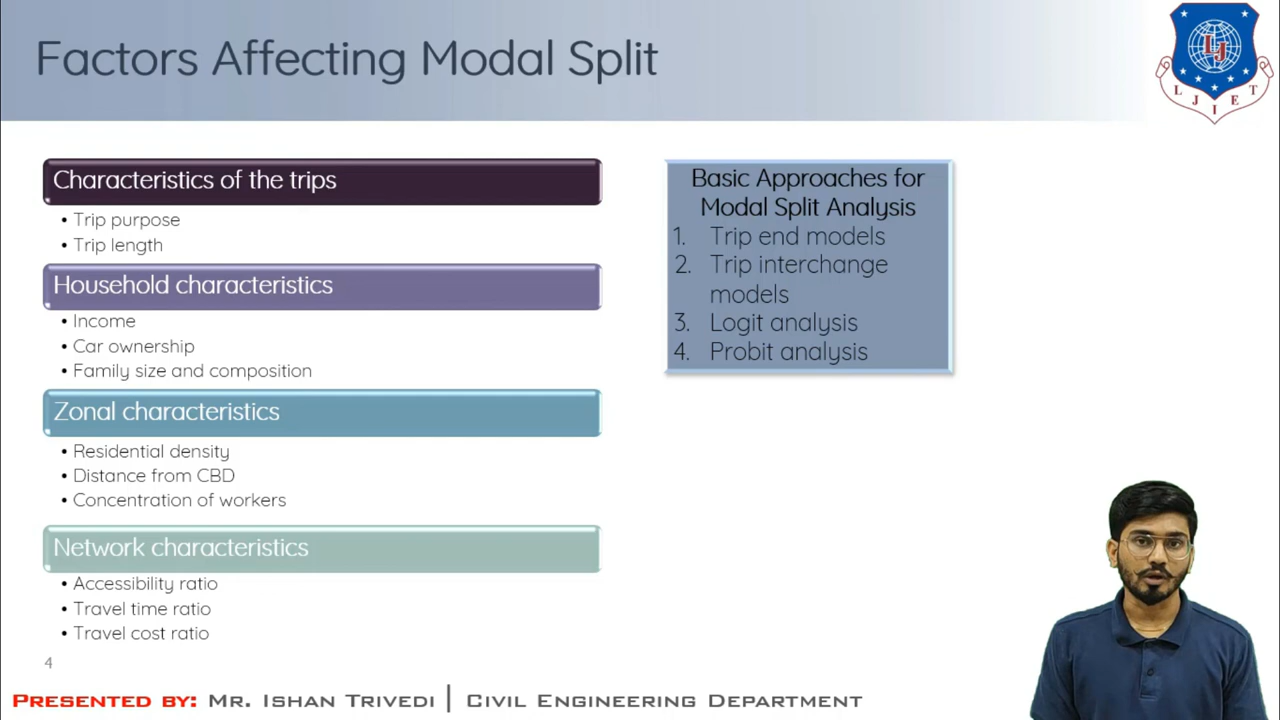 Factors Affecting Modal Split
LJIET
Characteristics of the trips
• Trip purpose
• Trip length
Household characteristics
• Income
• Car ownership
• Family size and composition
Zonal characteristics
• Residential density
• Distance from CBD
• Concentration of workers
Network characteristics
• Accessibility ratio
• Travel time ratio
• Travel cost ratio
Basic Approaches for
Modal Split Analysis
1. Trip end models
2. Trip interchange
models
3. Logit analysis
4. Probit analysis
4
Presented by: Mr. Ishan Trivedi | Civil Engineering Department